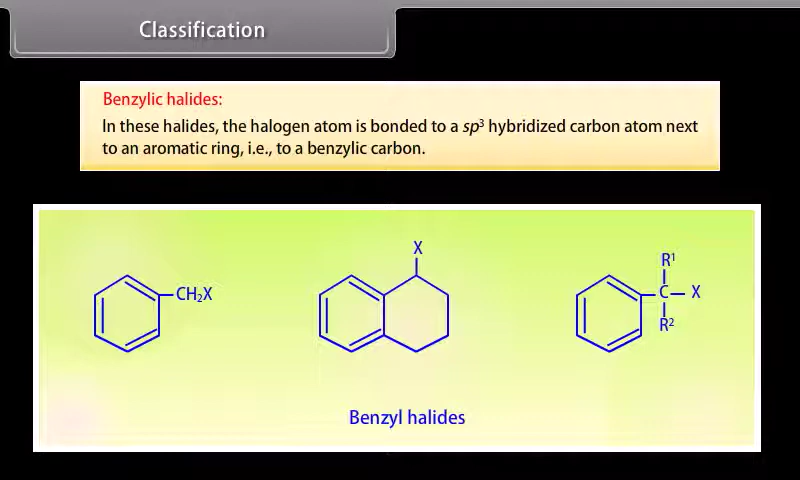 Classification
Benzylic halides:
In these halides, the halogen atom is bonded to a sp³ hybridized carbon atom next
to an aromatic ring, i.e., to a benzylic carbon.
CH₂X
X
R¹
C X
R²
Benzyl halides